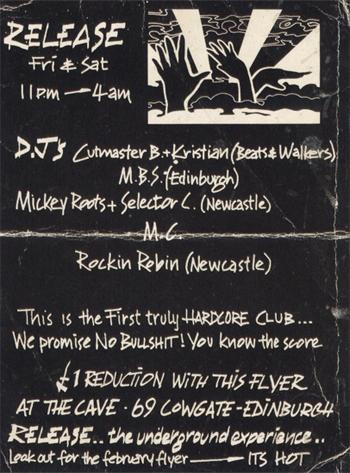 RELEASE
Fri & Sat
11pm — 4am
D.J's Cutmaster B. + Kristian (Beats & Walkers)
M.B.S. (Edinburgh)
Mickey Roots + Selector C. (Newcastle)
M.C.
Rockin Robin (Newcastle)
This is the First truly HARDCORE CLUB...
We promise NO BULLSHIT! You know the score
£1 REDUCTION WITH THIS FLYER
AT THE CAVE · 69 COWGATE - EDINBURGH
RELEASE.. the underground experience..
Look out for the february flyer → ITS HOT